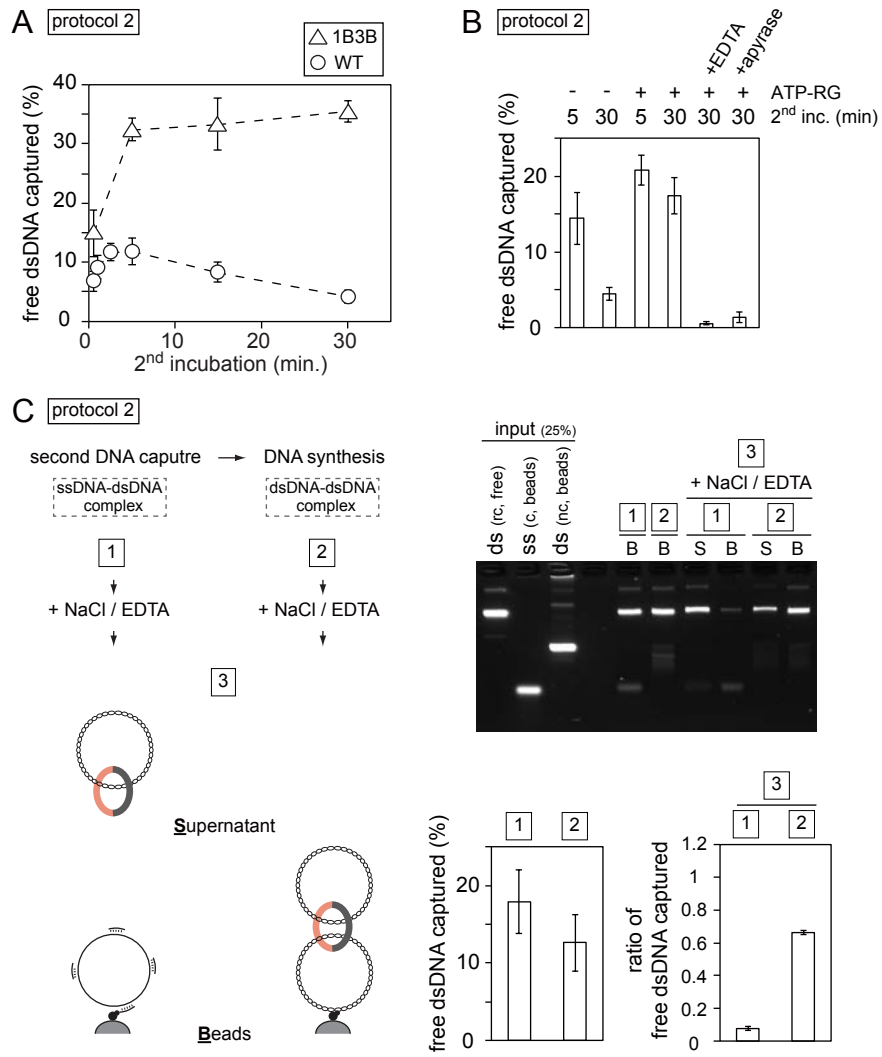 A protocol 2
1B3B
WT
40
30
20
10
0
free dsDNA captured (%)
0 10 20 30
2nd incubation (min.)
B protocol 2
+EDTA
+apyrase
- - + + + + ATP-RG
5 30 5 30 30 30 2nd inc. (min)
20
10
0
free dsDNA captured (%)
C protocol 2
second DNA caputre → DNA synthesis
ssDNA-dsDNA
complex
dsDNA-dsDNA
complex
1 2
+ NaCl / EDTA + NaCl / EDTA
3
Supernatant
Beads
input (25%)
ds (rc, free)
ss (c, beads)
ds (nc, beads)
3
+ NaCl / EDTA
1 2 1 2
B B S B S B
1 2
20
10
0
free dsDNA captured (%)
3
1 2
1.2
1
0.8
0.6
0.4
0.2
0
ratio of
free dsDNA captured